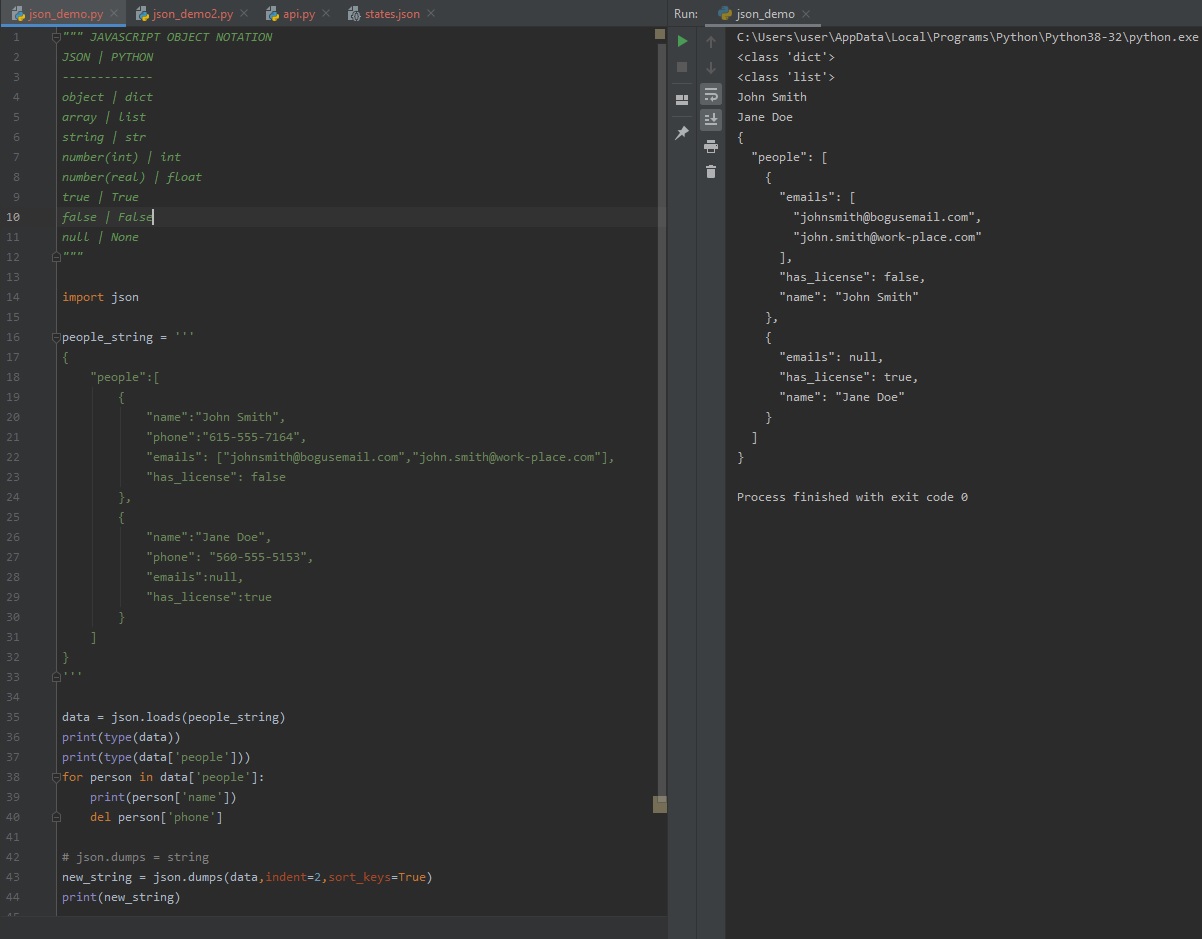 json_demo.py json_demo2.py api.py states.json
1 """ JAVASCRIPT OBJECT NOTATION
2 JSON | PYTHON
3 -------------
4 object | dict
5 array | list
6 string | str
7 number(int) | int
8 number(real) | float
9 true | True
10 false | False
11 null | None
12 """
13
14 import json
15
16 people_string = '''
17 {
18     "people":[
19         {
20             "name":"John Smith",
21             "phone":"615-555-7164",
22             "emails": ["johnsmith@bogusemail.com","john.smith@work-place.com"],
23             "has_license": false
24         },
25         {
26             "name":"Jane Doe",
27             "phone": "560-555-5153",
28             "emails":null,
29             "has_license":true
30         }
31     ]
32 }
33 '''
34
35 data = json.loads(people_string)
36 print(type(data))
37 print(type(data['people']))
38 for person in data['people']:
39     print(person['name'])
40     del person['phone']
41
42 # json.dumps = string
43 new_string = json.dumps(data,indent=2,sort_keys=True)
44 print(new_string)
Run: json_demo
C:\Users\user\AppData\Local\Programs\Python\Python38-32\python.exe
<class 'dict'>
<class 'list'>
John Smith
Jane Doe
{
  "people": [
    {
      "emails": [
        "johnsmith@bogusemail.com",
        "john.smith@work-place.com"
      ],
      "has_license": false,
      "name": "John Smith"
    },
    {
      "emails": null,
      "has_license": true,
      "name": "Jane Doe"
    }
  ]
}
Process finished with exit code 0